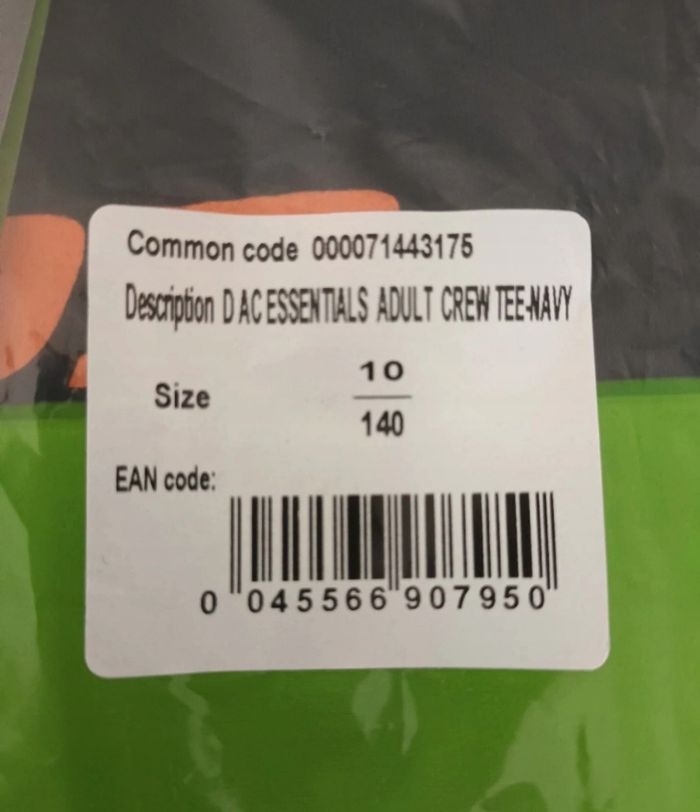 Common code 000071443175
Description D AC ESSENTIALS ADULT CREW TEE-NAVY
Size 10
140
EAN code:
0 045566 907950